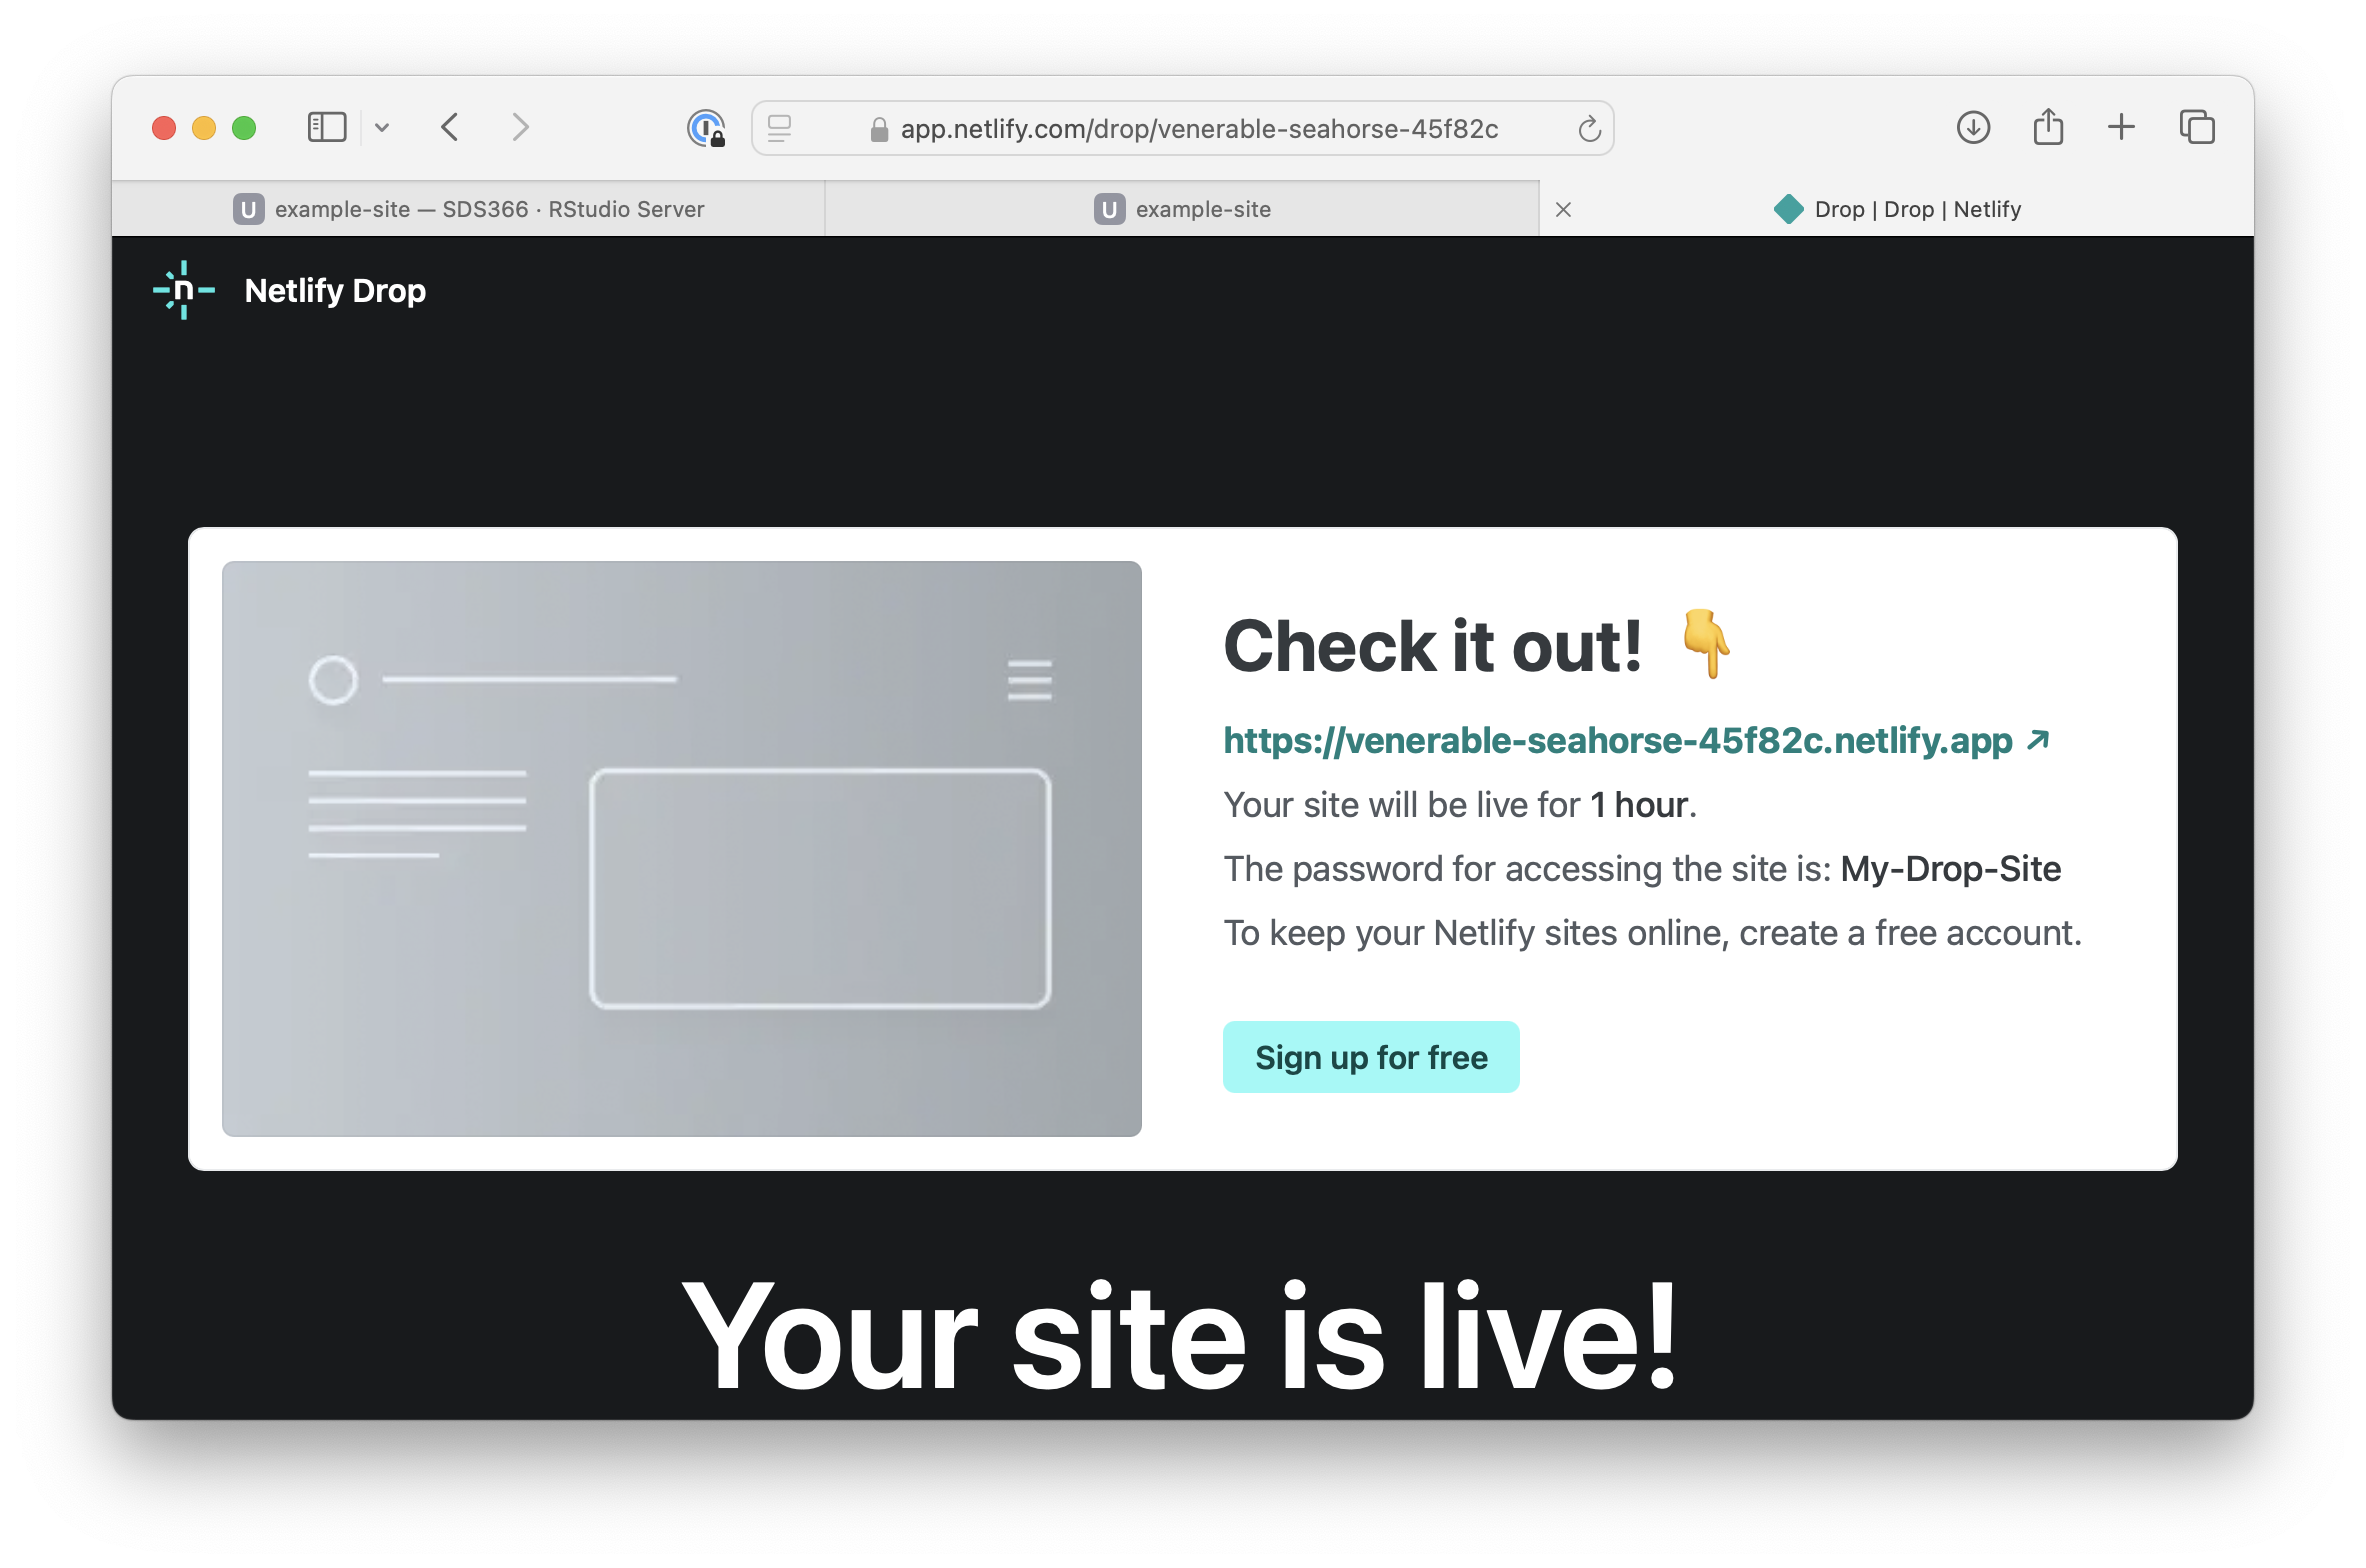 app.netlify.com/drop/venerable-seahorse-45f82c
U example-site — SDS366 · RStudio Server
U example-site
Drop | Drop | Netlify
n Netlify Drop
Check it out! 👇
https://venerable-seahorse-45f82c.netlify.app ↗
Your site will be live for 1 hour.
The password for accessing the site is: My-Drop-Site
To keep your Netlify sites online, create a free account.
Sign up for free
Your site is live!